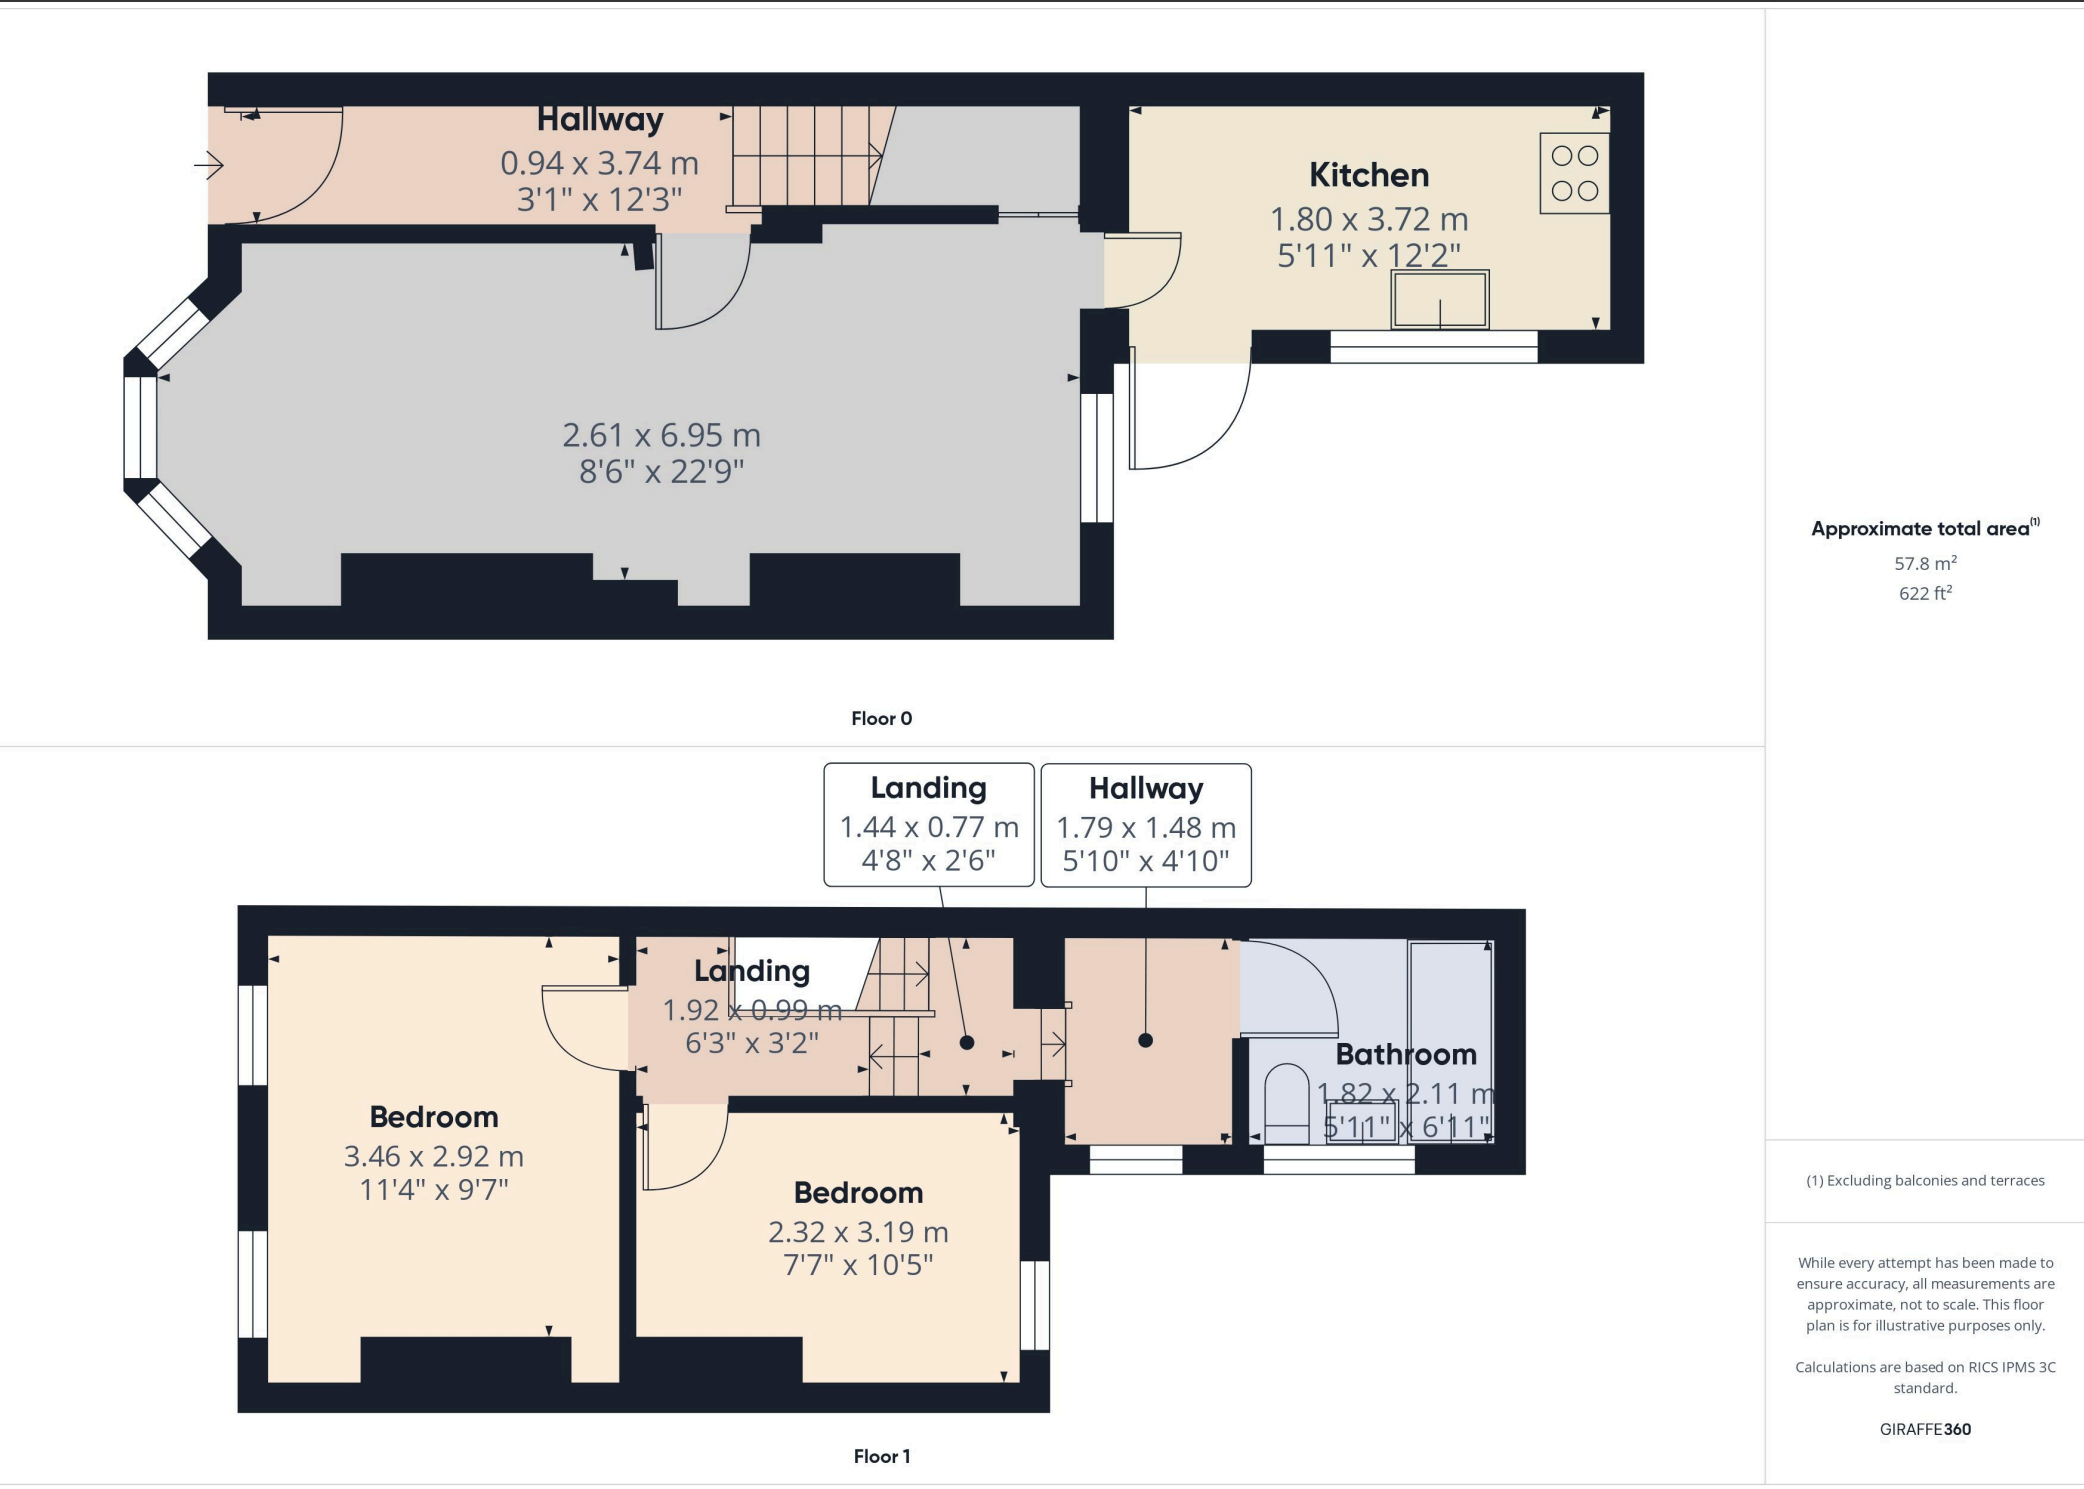 Hallway
0.94 x 3.74 m
3'1" x 12'3"
Kitchen
1.80 x 3.72 m
5'11" x 12'2"
2.61 x 6.95 m
8'6" x 22'9"
Floor 0
Landing
1.44 x 0.77 m
4'8" x 2'6"
Hallway
1.79 x 1.48 m
5'10" x 4'10"
Landing
1.92 x 0.99 m
6'3" x 3'2"
Bathroom
1.82 x 2.11 m
5'11" x 6'11"
Bedroom
3.46 x 2.92 m
11'4" x 9'7"
Bedroom
2.32 x 3.19 m
7'7" x 10'5"
Floor 1
Approximate total area(1)
57.8 m²
622 ft²
(1) Excluding balconies and terraces
While every attempt has been made to
ensure accuracy, all measurements are
approximate, not to scale. This floor
plan is for illustrative purposes only.
Calculations are based on RICS IPMS 3C
standard.
GIRAFFE360